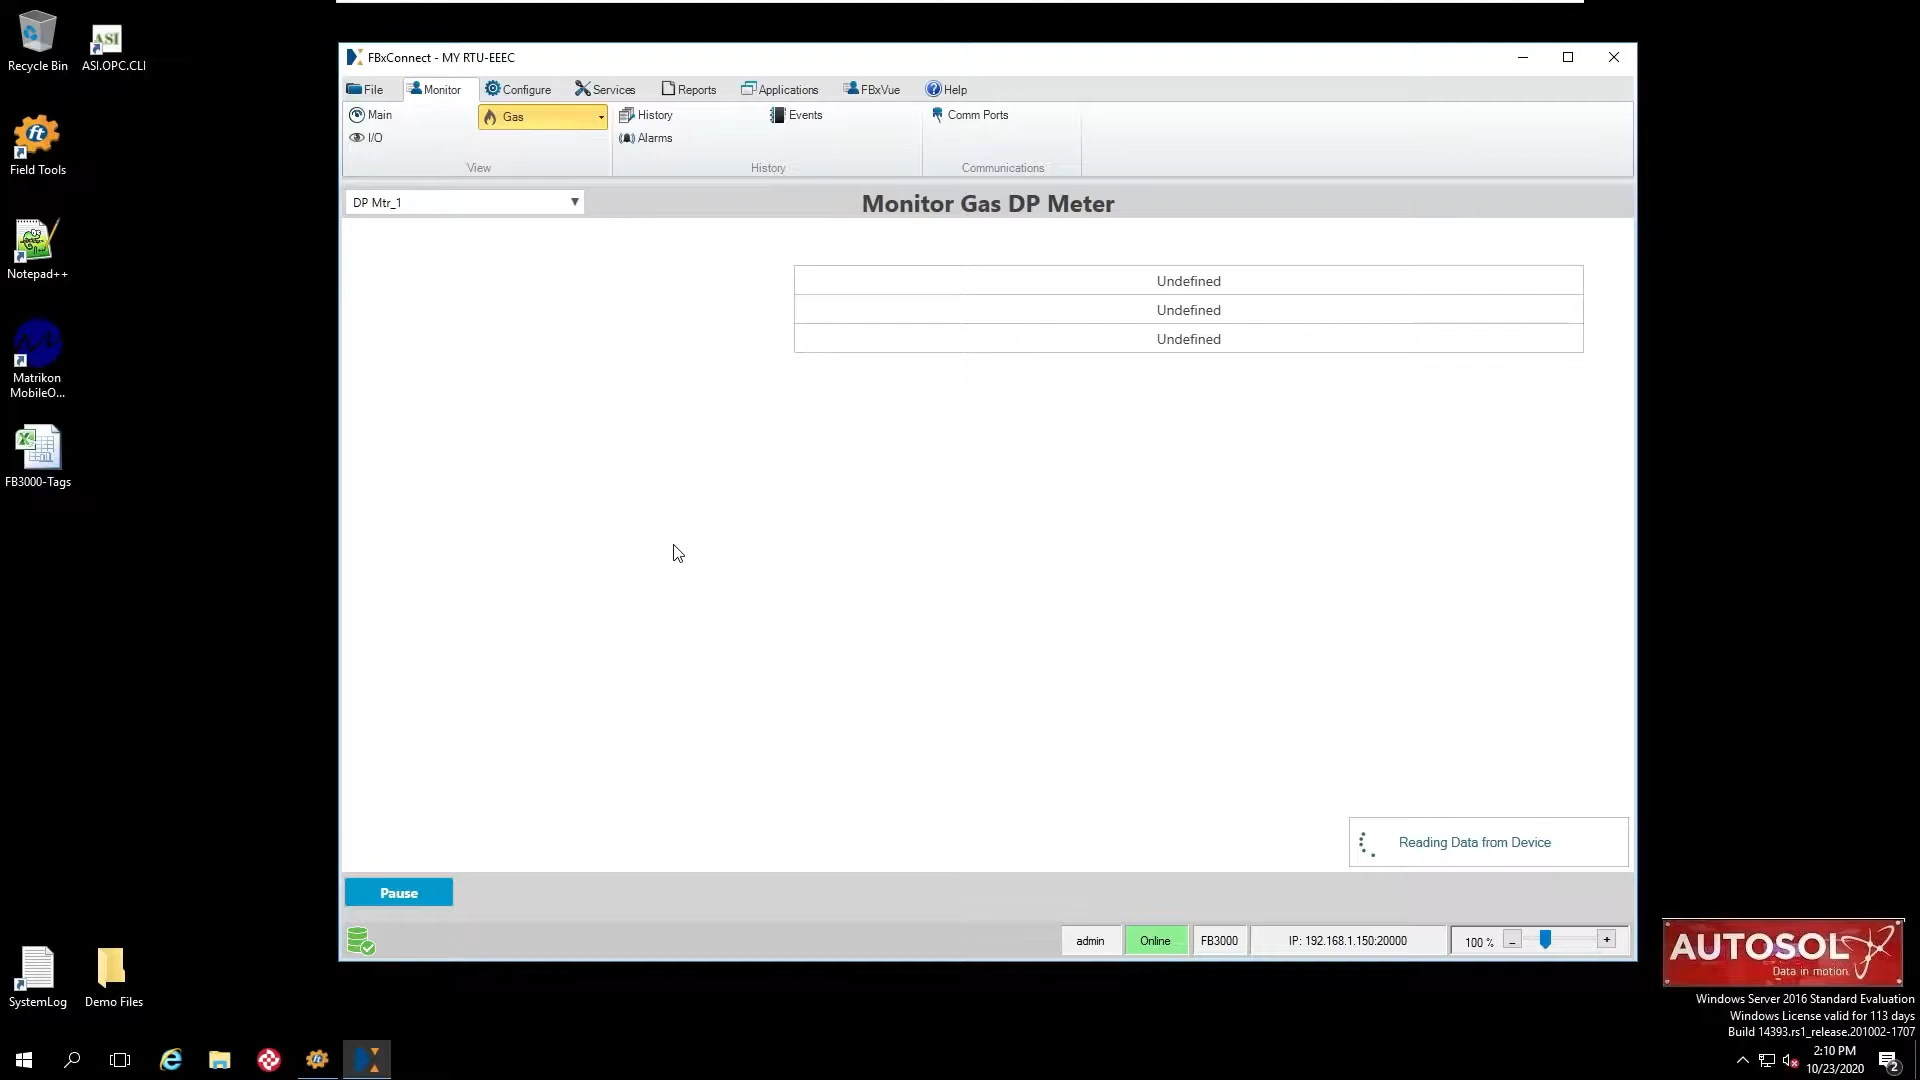 Recycle Bin
ASI.OPC.CLI
Field Tools
Notepad++
Matrikon
MobileO...
FB3000-Tags
SystemLog
Demo Files
FBxConnect - MY RTU-EEEC
File
Monitor
Configure
Services
Reports
Applications
FBxVue
Help
Main
I/O
Gas
View
History
Alarms
Events
History
Comm Ports
Communications
DP Mtr_1
Monitor Gas DP Meter
Undefined
Undefined
Undefined
Reading Data from Device
Pause
admin
Online
FB3000
IP: 192.168.1.150:20000
100 %
AUTOSOL
Data in motion.
Windows Server 2016 Standard Evaluation
Windows License valid for 113 days
Build 14393.rs1_release.201002-1707
2:10 PM
10/23/2020
2